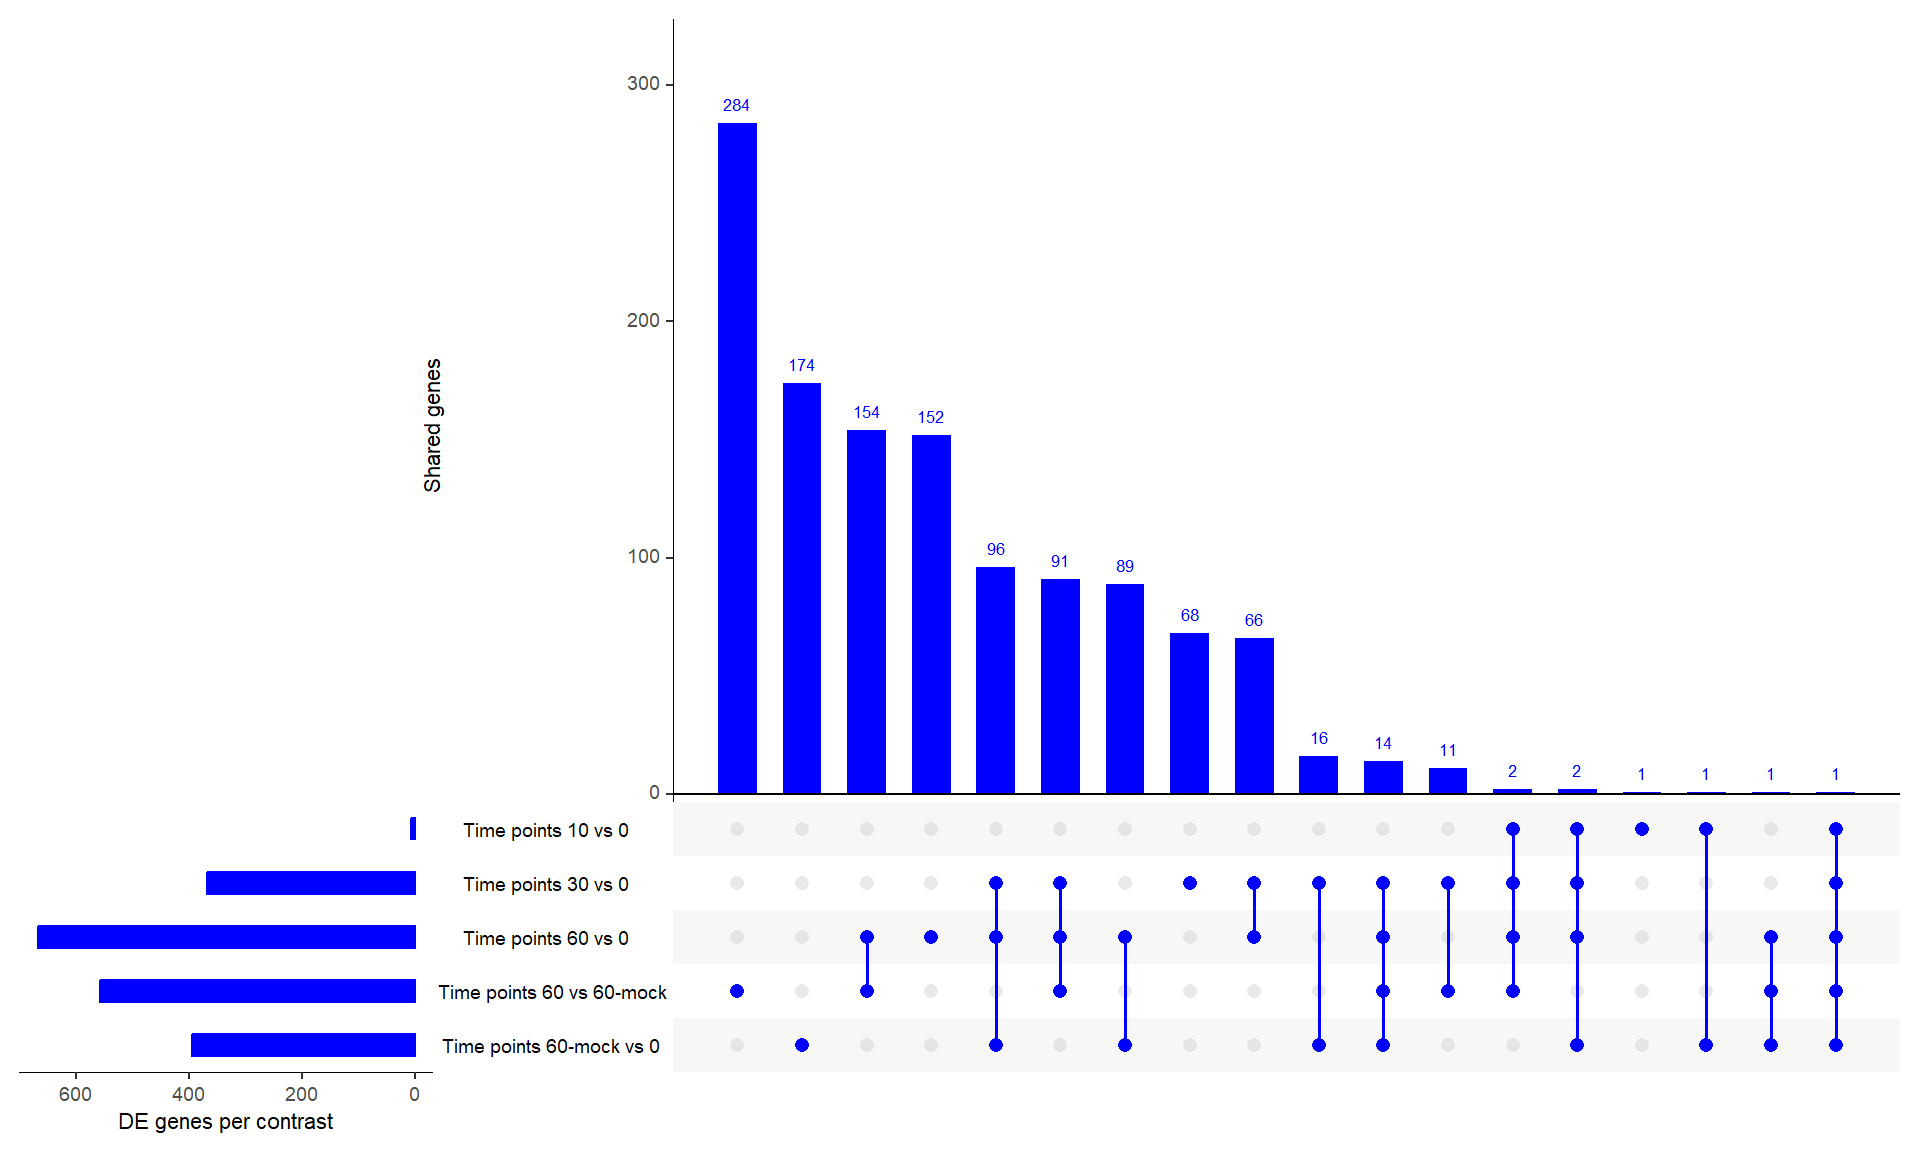 300
200
100
0
Shared genes
284
174
154
152
96
91
89
68
66
16
14
11
2
2
1
1
1
1
Time points 10 vs 0
Time points 30 vs 0
Time points 60 vs 0
Time points 60 vs 60-mock
Time points 60-mock vs 0
600 400 200 0
DE genes per contrast